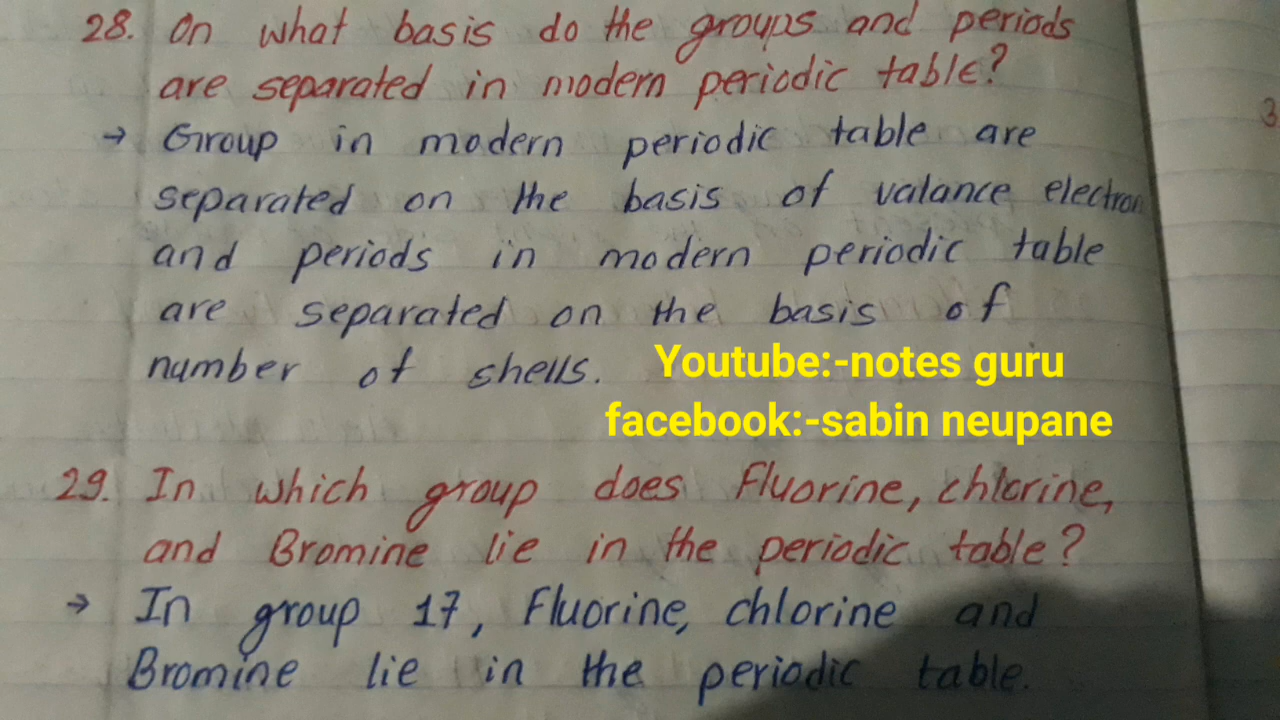 28. On what basis do the groups and periods
are separated in modern periodic table?
→ Group in modern periodic table are
separated on the basis of valance electron
and periods in modern periodic table
are separated on the basis of
number of shells.
Youtube:-notes guru
facebook:-sabin neupane
29. In which group does Fluorine, chlorine,
and Bromine lie in the periodic table?
→ In group 17, Fluorine, chlorine and
Bromine lie in the periodic table.
3